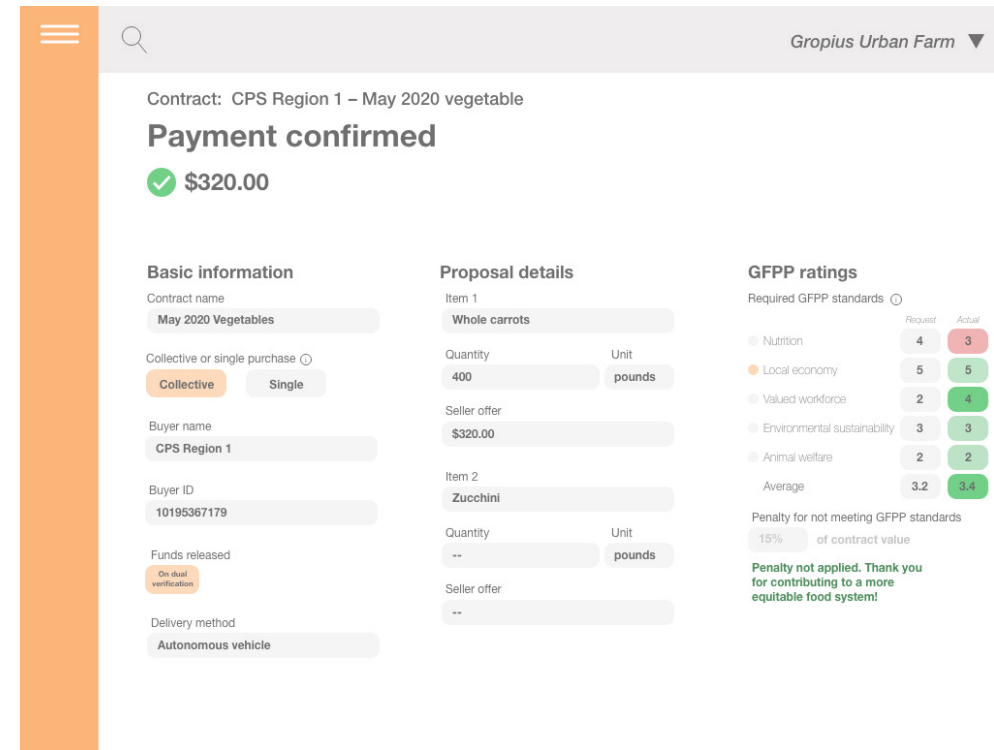 Gropius Urban Farm
Contract: CPS Region 1 – May 2020 vegetable
Payment confirmed
$320.00
Basic information
Contract name
May 2020 Vegetables
Collective or single purchase
Collective Single
Buyer name
CPS Region 1
Buyer ID
10195367179
Funds released
On dual
verification
Delivery method
Autonomous vehicle
Proposal details
Item 1
Whole carrots
Quantity Unit
400 pounds
Seller offer
$320.00
Item 2
Zucchini
Quantity Unit
-- pounds
Seller offer
--
GFPP ratings
Required GFPP standards
Request Actual
Nutrition 4 3
Local economy 5 5
Valued workforce 2 4
Environmental sustainability 3 3
Animal welfare 2 2
Average 3.2 3.4
Penalty for not meeting GFPP standards
15% of contract value
Penalty not applied. Thank you
for contributing to a more
equitable food system!